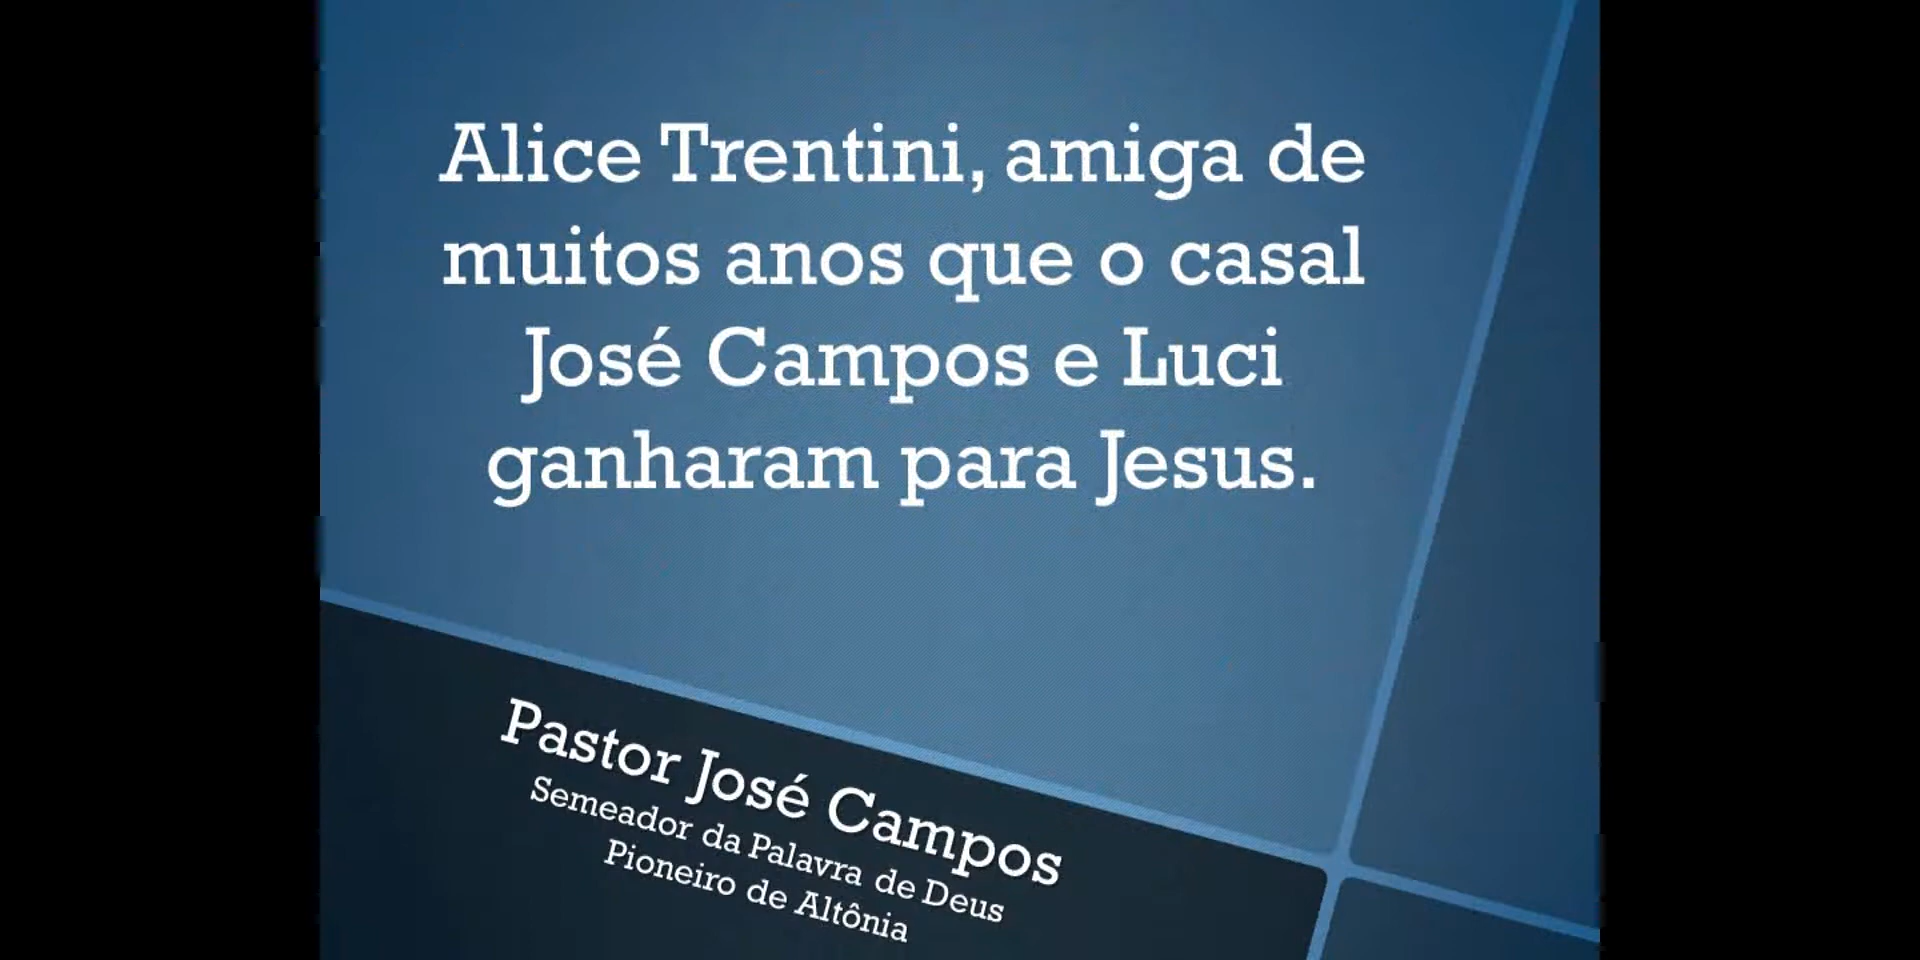 Alice Trentini, amiga de
muitos anos que o casal
José Campos e Luci
ganharam para Jesus.
Pastor José Campos
Semeador da Palavra de Deus
Pioneiro de Altônia